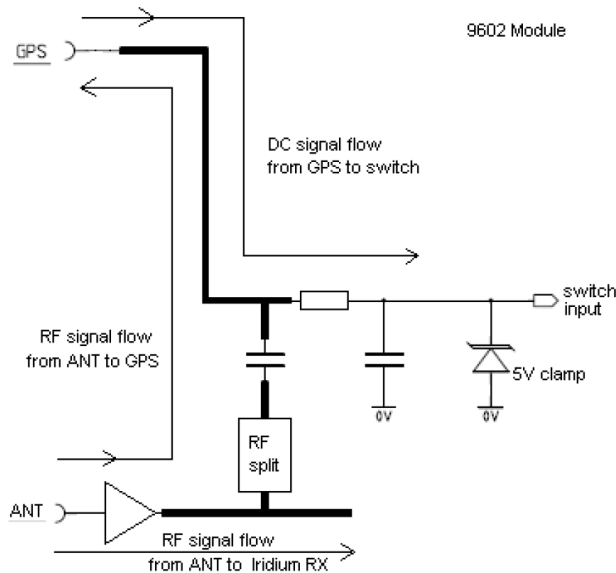 9602 Module
GPS
DC signal flow
from GPS to switch
switch
input
RF signal flow
from ANT to GPS
5V clamp
0V
0V
RF
split
ANT
RF signal flow
from ANT to Iridium RX